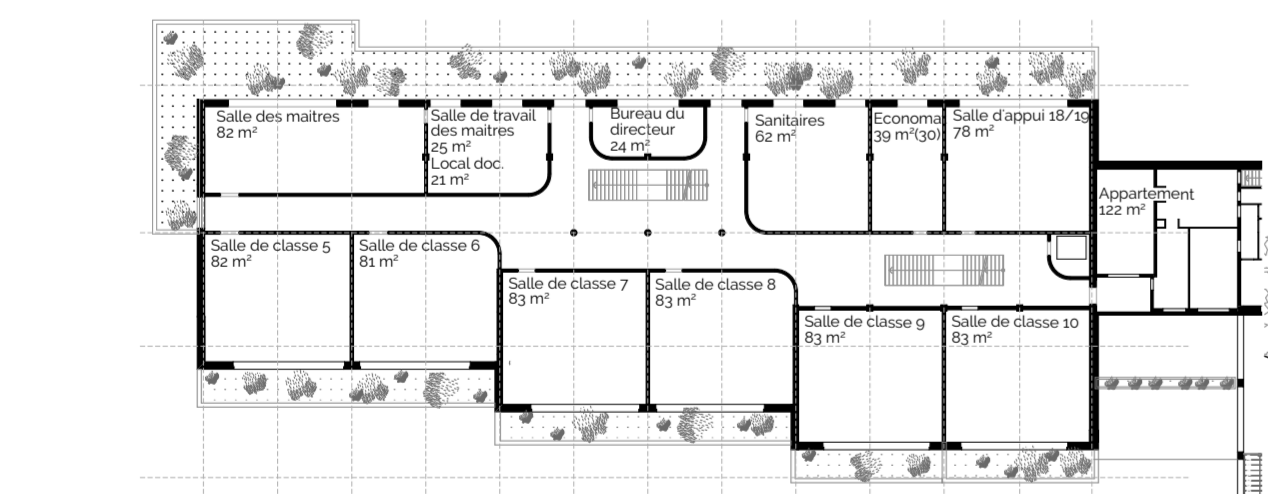 Salle des maitres
82 m²
Salle de travail
des maitres
25 m²
Local doc.
21 m²
Bureau du
directeur
24 m²
Sanitaires
62 m²
Economa
39 m²(30)
Salle d'appui 18/19
78 m²
Appartement
122 m²
Salle de classe 5
82 m²
Salle de classe 6
81 m²
Salle de classe 7
83 m²
Salle de classe 8
83 m²
Salle de classe 9
83 m²
Salle de classe 10
83 m²